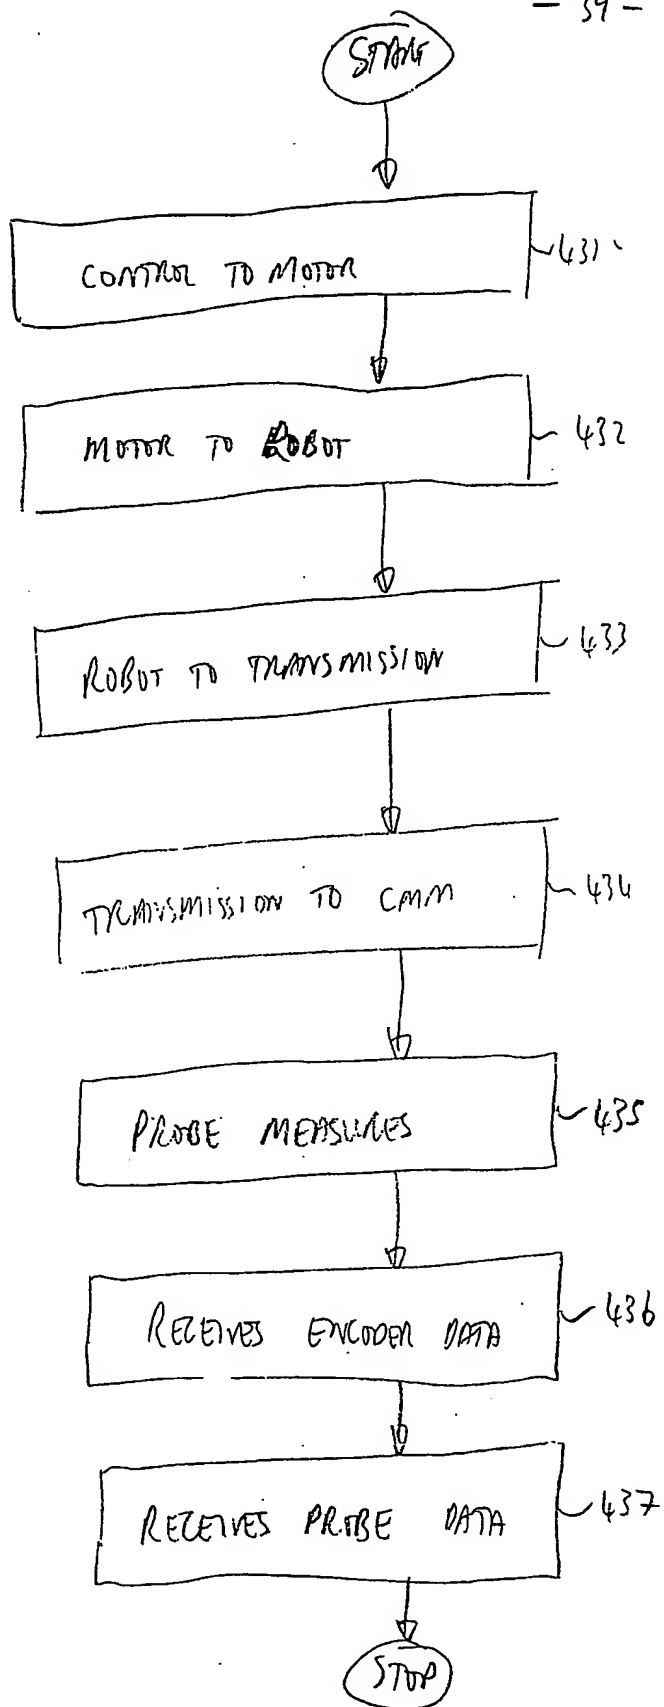 - 39 -
START
CONTROL TO MOTOR
431
MOTOR TO ROBOT
432
ROBOT TO TRANSMISSION
433
TRANSMISSION TO CMM
434
PROBE MEASURES
435
RECEIVES ENCODER DATA
436
RECEIVES PROBE DATA
437
STOP